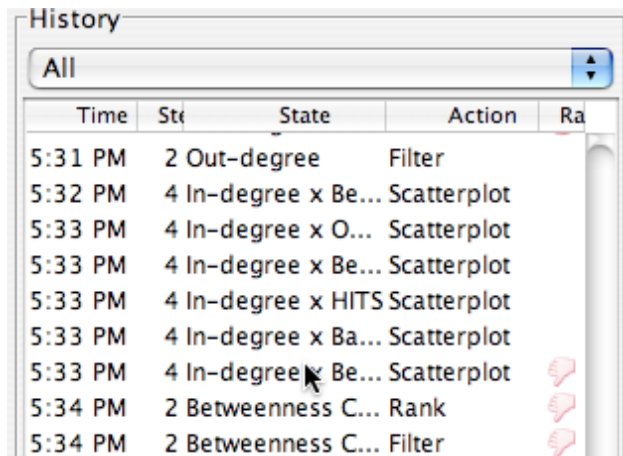 History
All
Time Ste State Action Ra
5:31 PM 2 Out-degree Filter
5:32 PM 4 In-degree x Be... Scatterplot
5:33 PM 4 In-degree x O... Scatterplot
5:33 PM 4 In-degree x Be... Scatterplot
5:33 PM 4 In-degree x HITS Scatterplot
5:33 PM 4 In-degree x Ba... Scatterplot
5:33 PM 4 In-degree x Be... Scatterplot
5:34 PM 2 Betweenness C... Rank
5:34 PM 2 Betweenness C... Filter